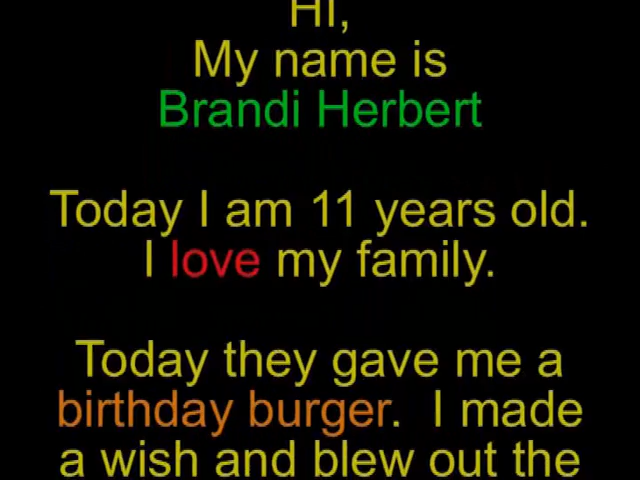 HI,
My name is
Brandi Herbert
Today I am 11 years old.
I love my family.
Today they gave me a
birthday burger. I made
a wish and blew out the